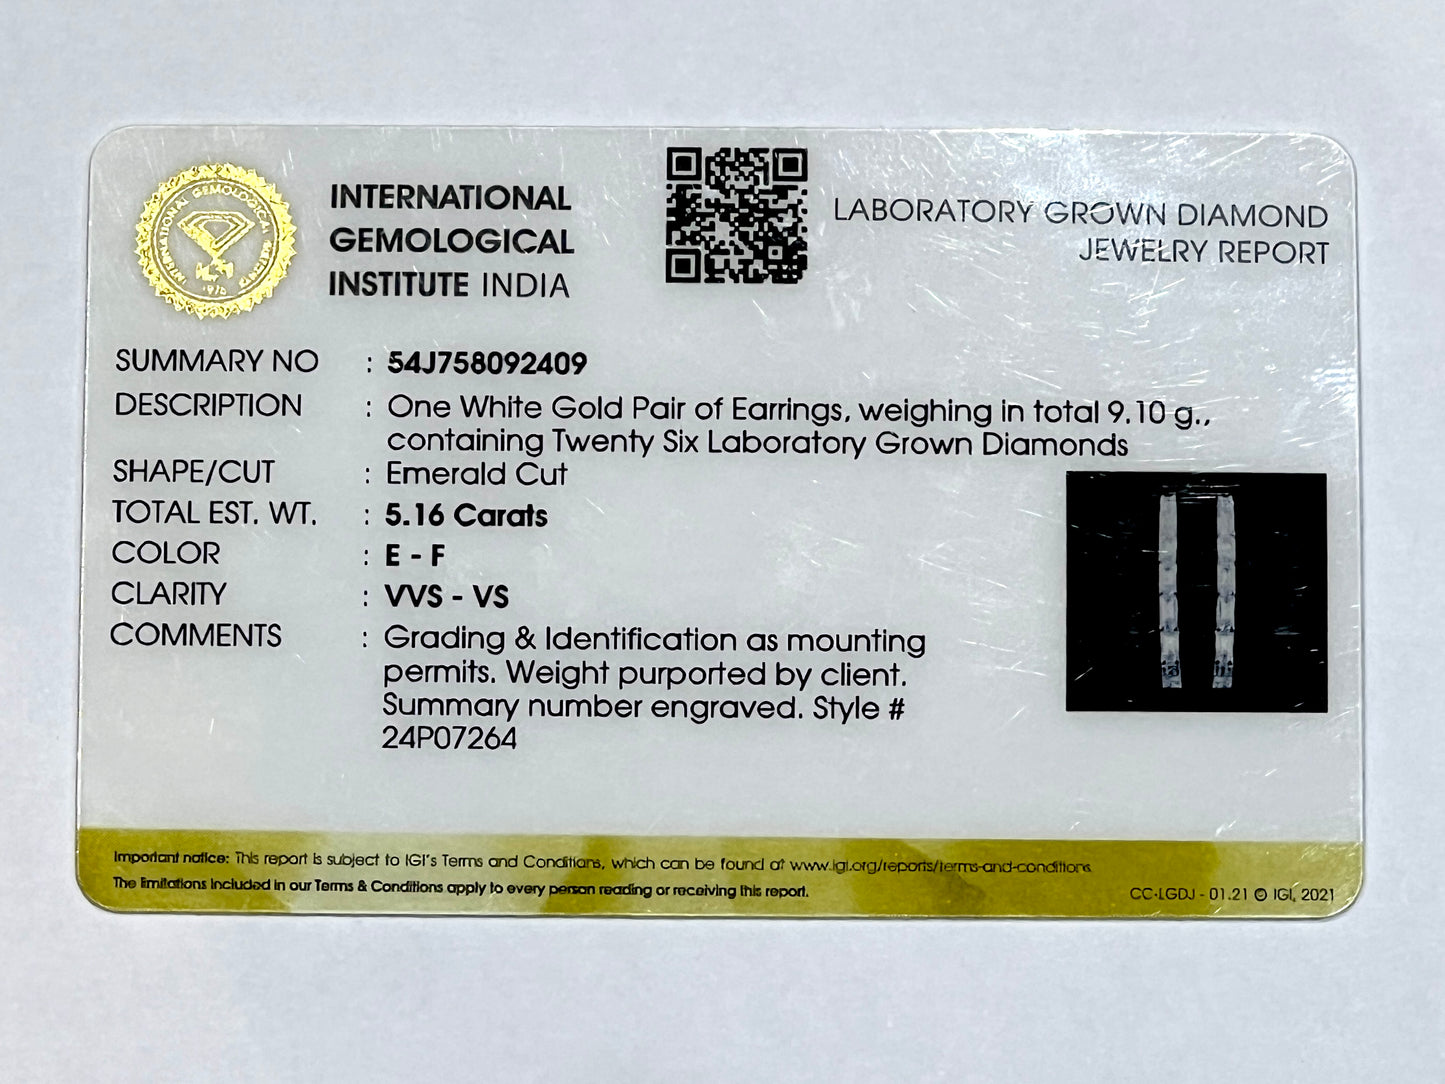 INTERNATIONAL GEMOLOGICAL INSTITUTE
1975
INTERNATIONAL
GEMOLOGICAL
INSTITUTE INDIA
LABORATORY GROWN DIAMOND
JEWELRY REPORT
SUMMARY NO : 54J758092409
DESCRIPTION : One White Gold Pair of Earrings, weighing in total 9.10 g.,
containing Twenty Six Laboratory Grown Diamonds
SHAPE/CUT : Emerald Cut
TOTAL EST. WT. : 5.16 Carats
COLOR : E - F
CLARITY : VVS - VS
COMMENTS : Grading & Identification as mounting
permits. Weight purported by client.
Summary number engraved. Style #
24P07264
Important notice: This report is subject to IGI's Terms and Conditions, which can be found at www.igi.org/reports/terms-and-conditions
The limitations included in our Terms & Conditions apply to every person reading or receiving this report.
CC-LGDJ - 01.21 © IGI, 2021